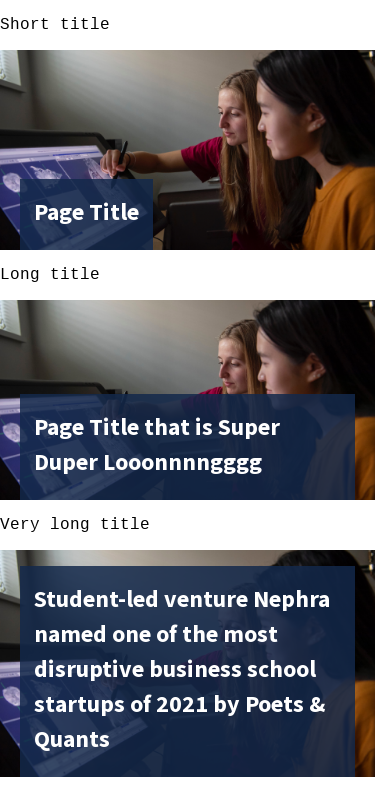 Short title
Page Title
Long title
Page Title that is Super
Duper Looonnnngggg
Very long title
Student-led venture Nephra
named one of the most
disruptive business school
startups of 2021 by Poets &
Quants